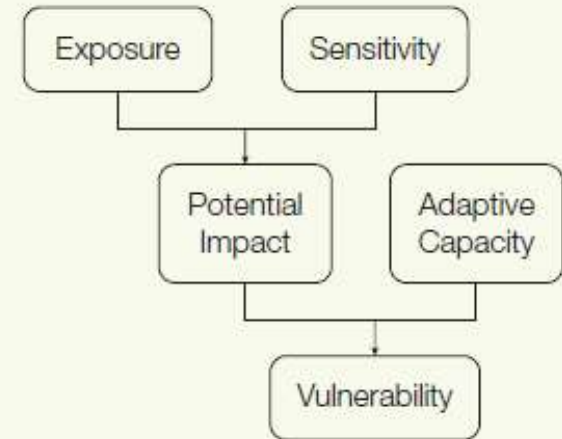 Exposure
Sensitivity
Potential
Impact
Adaptive
Capacity
Vulnerability